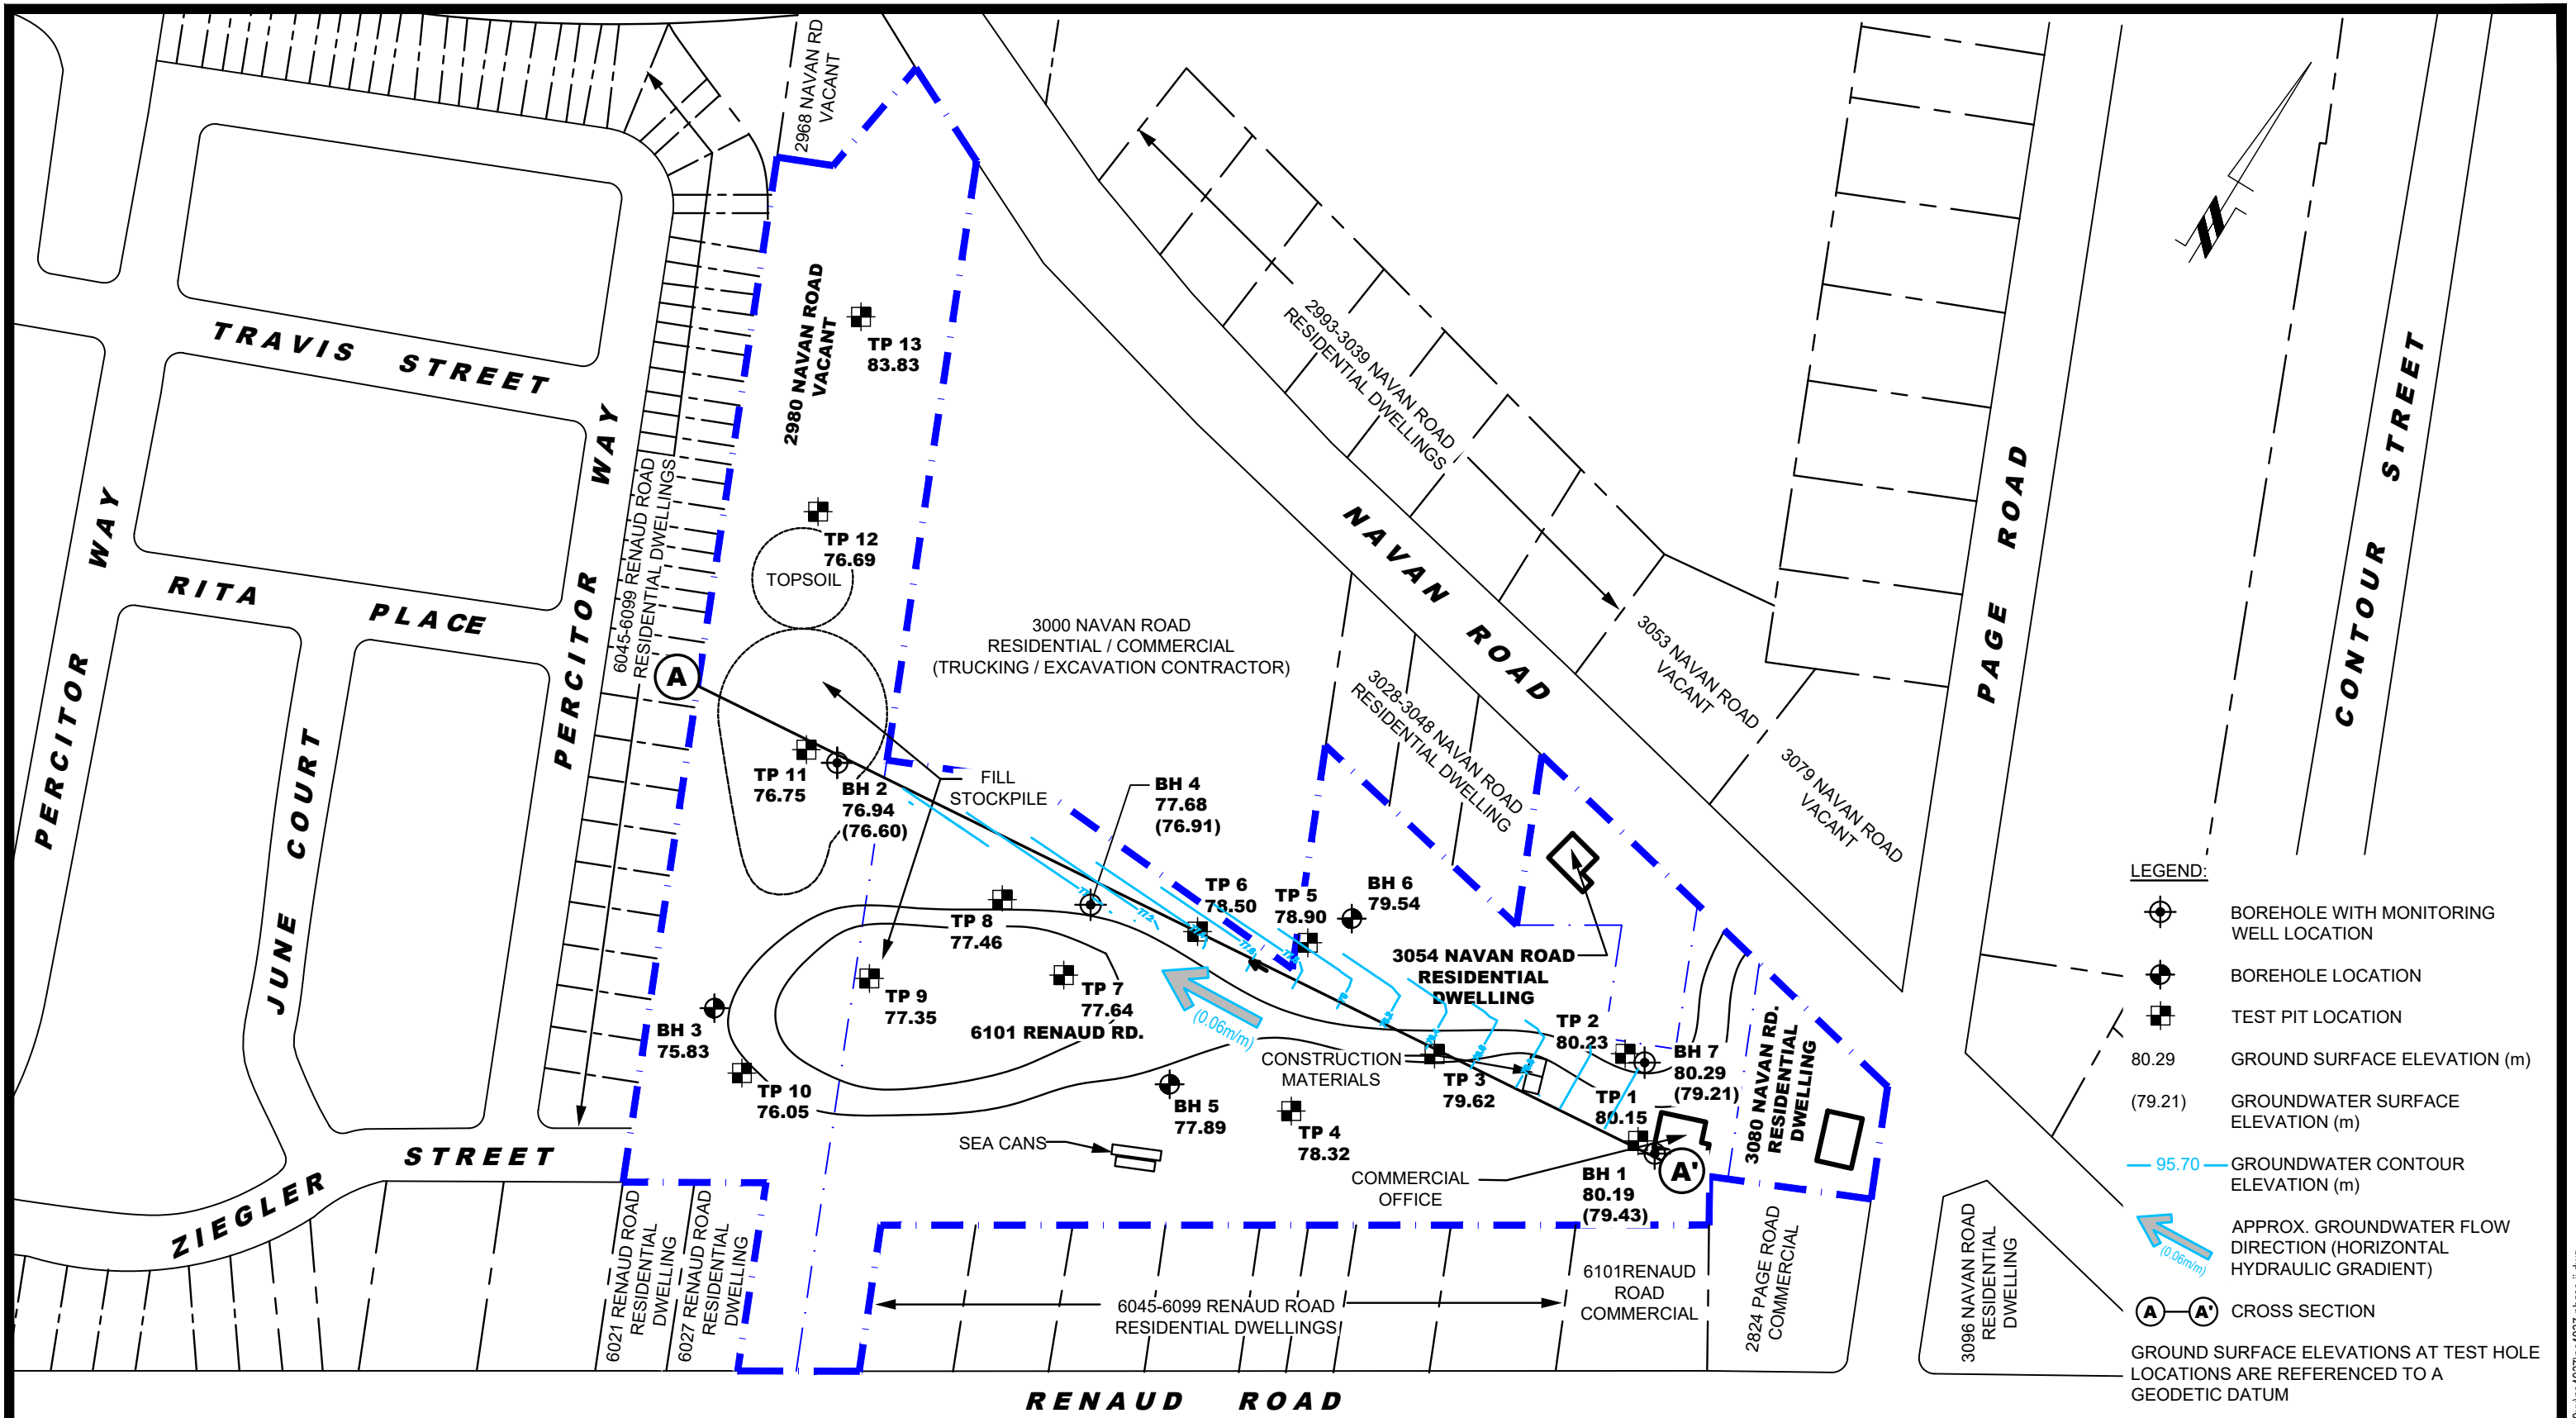 2968 NAVAN RD
VACANT
TRAVIS STREET
PERCITOR WAY
RITA PLACE
PERCITOR WAY
JUNE COURT
ZIEGLER STREET
6045-6099 RENAUD ROAD
RESIDENTIAL DWELLINGS
2980 NAVAN ROAD
VACANT
TP 13
83.83
TP 12
76.69
TOPSOIL
A
TP 11
76.75
BH 2
76.94
(76.60)
FILL
STOCKPILE
3000 NAVAN ROAD
RESIDENTIAL / COMMERCIAL
(TRUCKING / EXCAVATION CONTRACTOR)
2993-3039 NAVAN ROAD
RESIDENTIAL DWELLINGS
NAVAN ROAD
PAGE ROAD
CONTOUR STREET
3053 NAVAN ROAD
VACANT
3079 NAVAN ROAD
VACANT
3028-3048 NAVAN ROAD
RESIDENTIAL DWELLING
BH 4
77.68
(76.91)
TP 6
78.50
TP 5
78.90
BH 6
79.54
TP 8
77.46
TP 9
77.35
TP 7
77.64
6101 RENAUD RD.
BH 3
75.83
TP 10
76.05
77.2
(0.06m/m)
3054 NAVAN ROAD
RESIDENTIAL
DWELLING
CONSTRUCTION
MATERIALS
TP 2
80.23
BH 7
80.29
(79.21)
TP 3
79.62
TP 1
80.15
BH 5
77.89
TP 4
78.32
SEA CANS
COMMERCIAL
OFFICE
BH 1
80.19
(79.43)
A'
3080 NAVAN RD.
RESIDENTIAL
DWELLING
6021 RENAUD ROAD
RESIDENTIAL
DWELLING
6027 RENAUD ROAD
RESIDENTIAL
DWELLING
6045-6099 RENAUD ROAD
RESIDENTIAL DWELLINGS
6101RENAUD
ROAD
COMMERCIAL
2824 PAGE ROAD
COMMERCIAL
3096 NAVAN ROAD
RESIDENTIAL
DWELLING
RENAUD ROAD
LEGEND:
BOREHOLE WITH MONITORING
WELL LOCATION
BOREHOLE LOCATION
TEST PIT LOCATION
80.29 GROUND SURFACE ELEVATION (m)
(79.21) GROUNDWATER SURFACE
ELEVATION (m)
95.70 GROUNDWATER CONTOUR
ELEVATION (m)
(0.06m/m) APPROX. GROUNDWATER FLOW
DIRECTION (HORIZONTAL
HYDRAULIC GRADIENT)
A A' CROSS SECTION
GROUND SURFACE ELEVATIONS AT TEST HOLE
LOCATIONS ARE REFERENCED TO A
GEODETIC DATUM